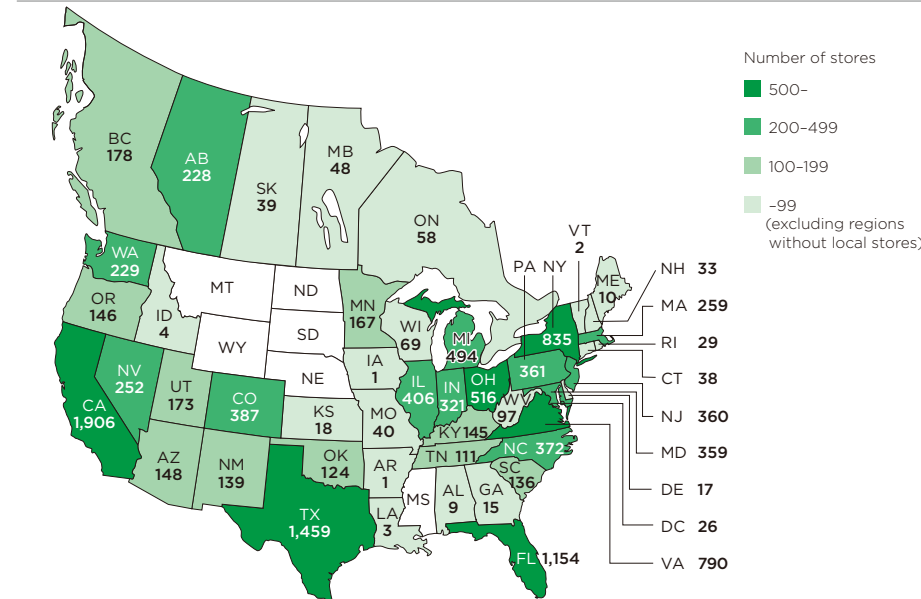 Number of stores
500–
200–499
100–199
–99
(excluding regions
without local stores)
BC
178
AB
228
SK
39
MB
48
ON
58
WA
229
OR
146
ID
4
MT
WY
ND
SD
NE
MN
167
WI
69
MI
494
IA
1
NV
252
UT
173
CO
387
KS
18
MO
40
IL
406
IN
321
OH
516
CA
1,906
AZ
148
NM
139
OK
124
TX
1,459
AR
1
LA
3
MS
AL
9
GA
15
FL 1,154
SC
136
NC 372
TN 111
KY 145
WV
97
PA
361
NY
835
VT
2
ME
10
NH 33
MA 259
RI 29
CT 38
NJ 360
MD 359
DE 17
DC 26
VA 790